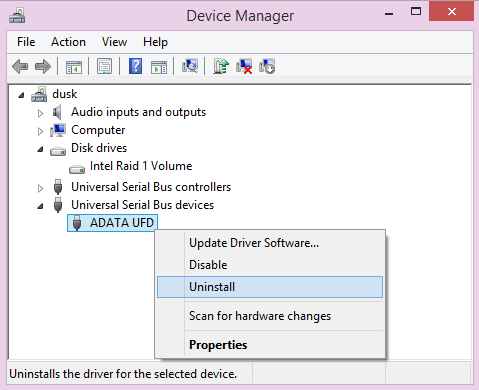 Device Manager
File Action View Help
dusk
Audio inputs and outputs
Computer
Disk drives
Intel Raid 1 Volume
Universal Serial Bus controllers
Universal Serial Bus devices
ADATA UFD
Update Driver Software...
Disable
Uninstall
Scan for hardware changes
Properties
Uninstalls the driver for the selected device.